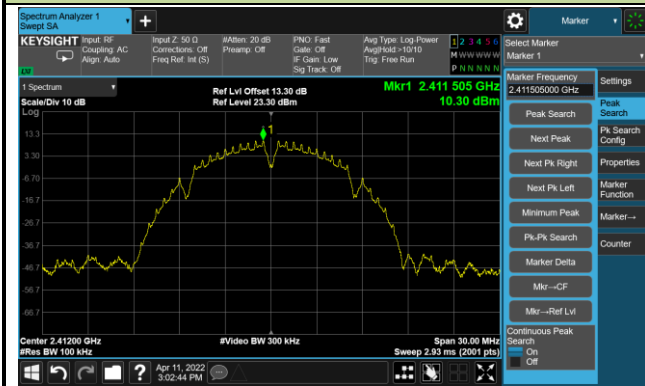 Spectrum Analyzer 1
Swept SA
+
Marker
KEYSIGHT
Input: RF
Coupling: AC
Align: Auto
Input Z: 50 Ω
Corrections: Off
Freq Ref: Int (S)
#Atten: 20 dB
Preamp: Off
PNO: Fast
Gate: Off
IF Gain: Low
Sig Track: Off
Avg Type: Log-Power
Avg|Hold:>10/10
Trig: Free Run
1 2 3 4 5 6
M W W W W W
P N N N N N
Select Marker
Marker 1
1 Spectrum
Scale/Div 10 dB
Log
Ref Lvl Offset 13.30 dB
Ref Level 23.30 dBm
Mkr1 2.411 505 GHz
10.30 dBm
1
13.3
3.30
-6.70
-16.7
-26.7
-36.7
-46.7
-56.7
-66.7
Center 2.41200 GHz
#Res BW 100 kHz
#Video BW 300 kHz
Span 30.00 MHz
Sweep 2.93 ms (2001 pts)
Marker Frequency
2.411505000 GHz
Peak Search
Next Peak
Next Pk Right
Next Pk Left
Minimum Peak
Pk-Pk Search
Marker Delta
Mkr→CF
Mkr→Ref Lvl
Continuous Peak
Search
On
Off
Settings
Peak
Search
Pk Search
Config
Properties
Marker
Function
Marker→
Counter
?
Apr 11, 2022
3:02:44 PM